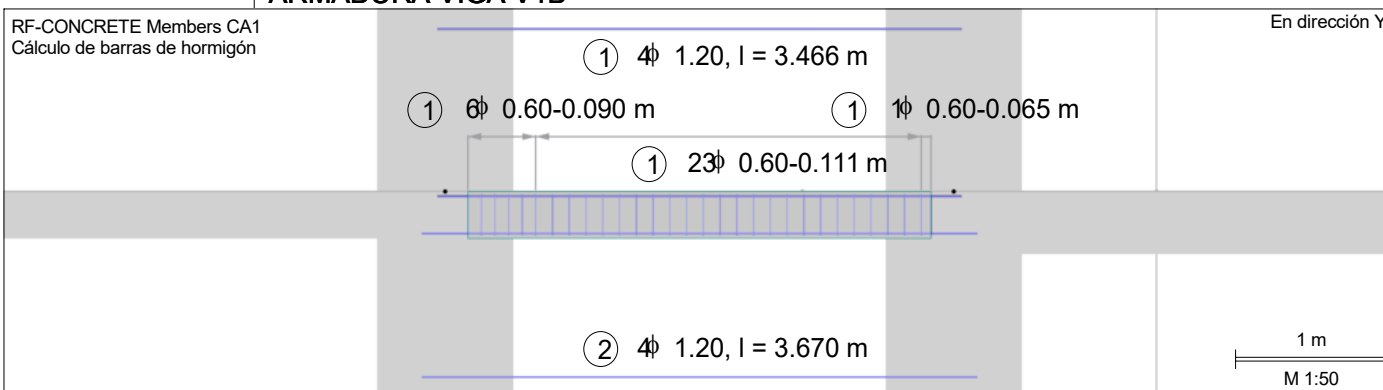 ARMADURA VIGA V1B
RF-CONCRETE Members CA1
Cálculo de barras de hormigón
En dirección Y
1 4ϕ 1.20, l = 3.466 m
1 6ϕ 0.60-0.090 m
1 1ϕ 0.60-0.065 m
1 23ϕ 0.60-0.111 m
2 4ϕ 1.20, l = 3.670 m
1 m
M 1:50